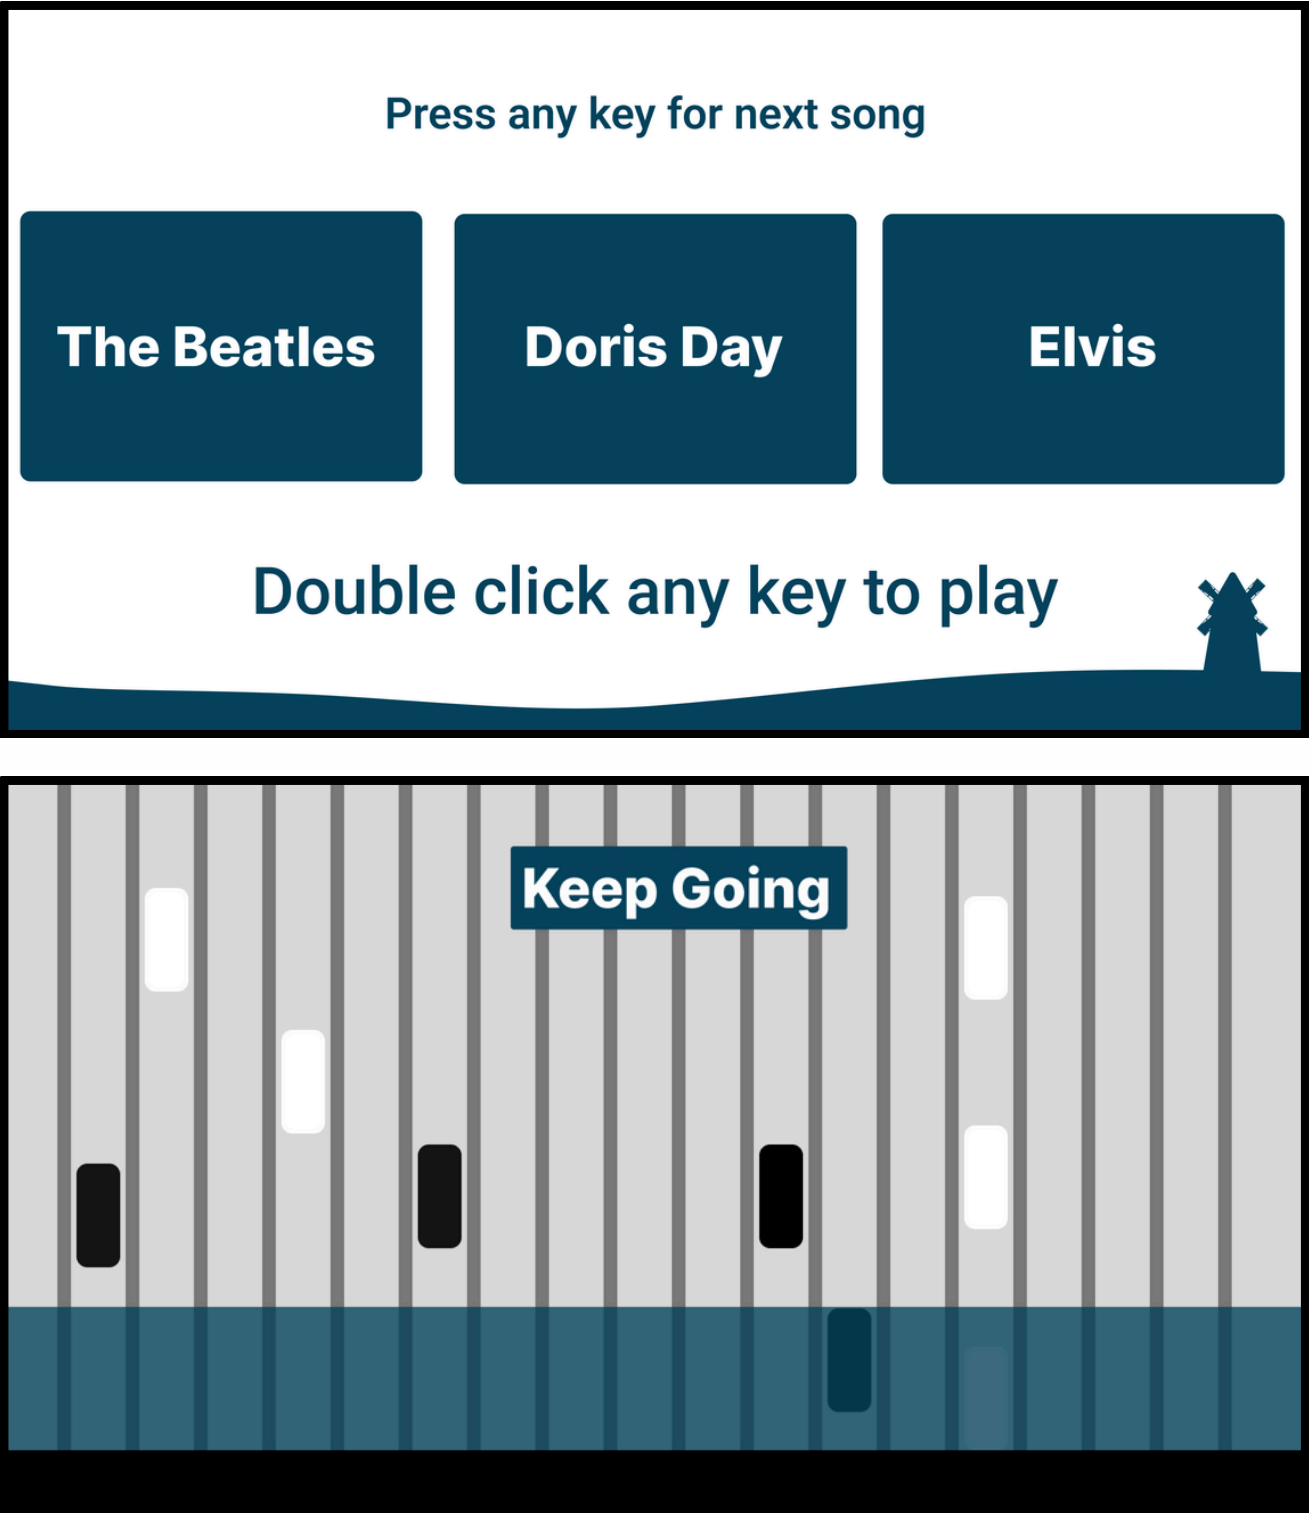 Press any key for next song
The Beatles
Doris Day
Elvis
Double click any key to play
Keep Going